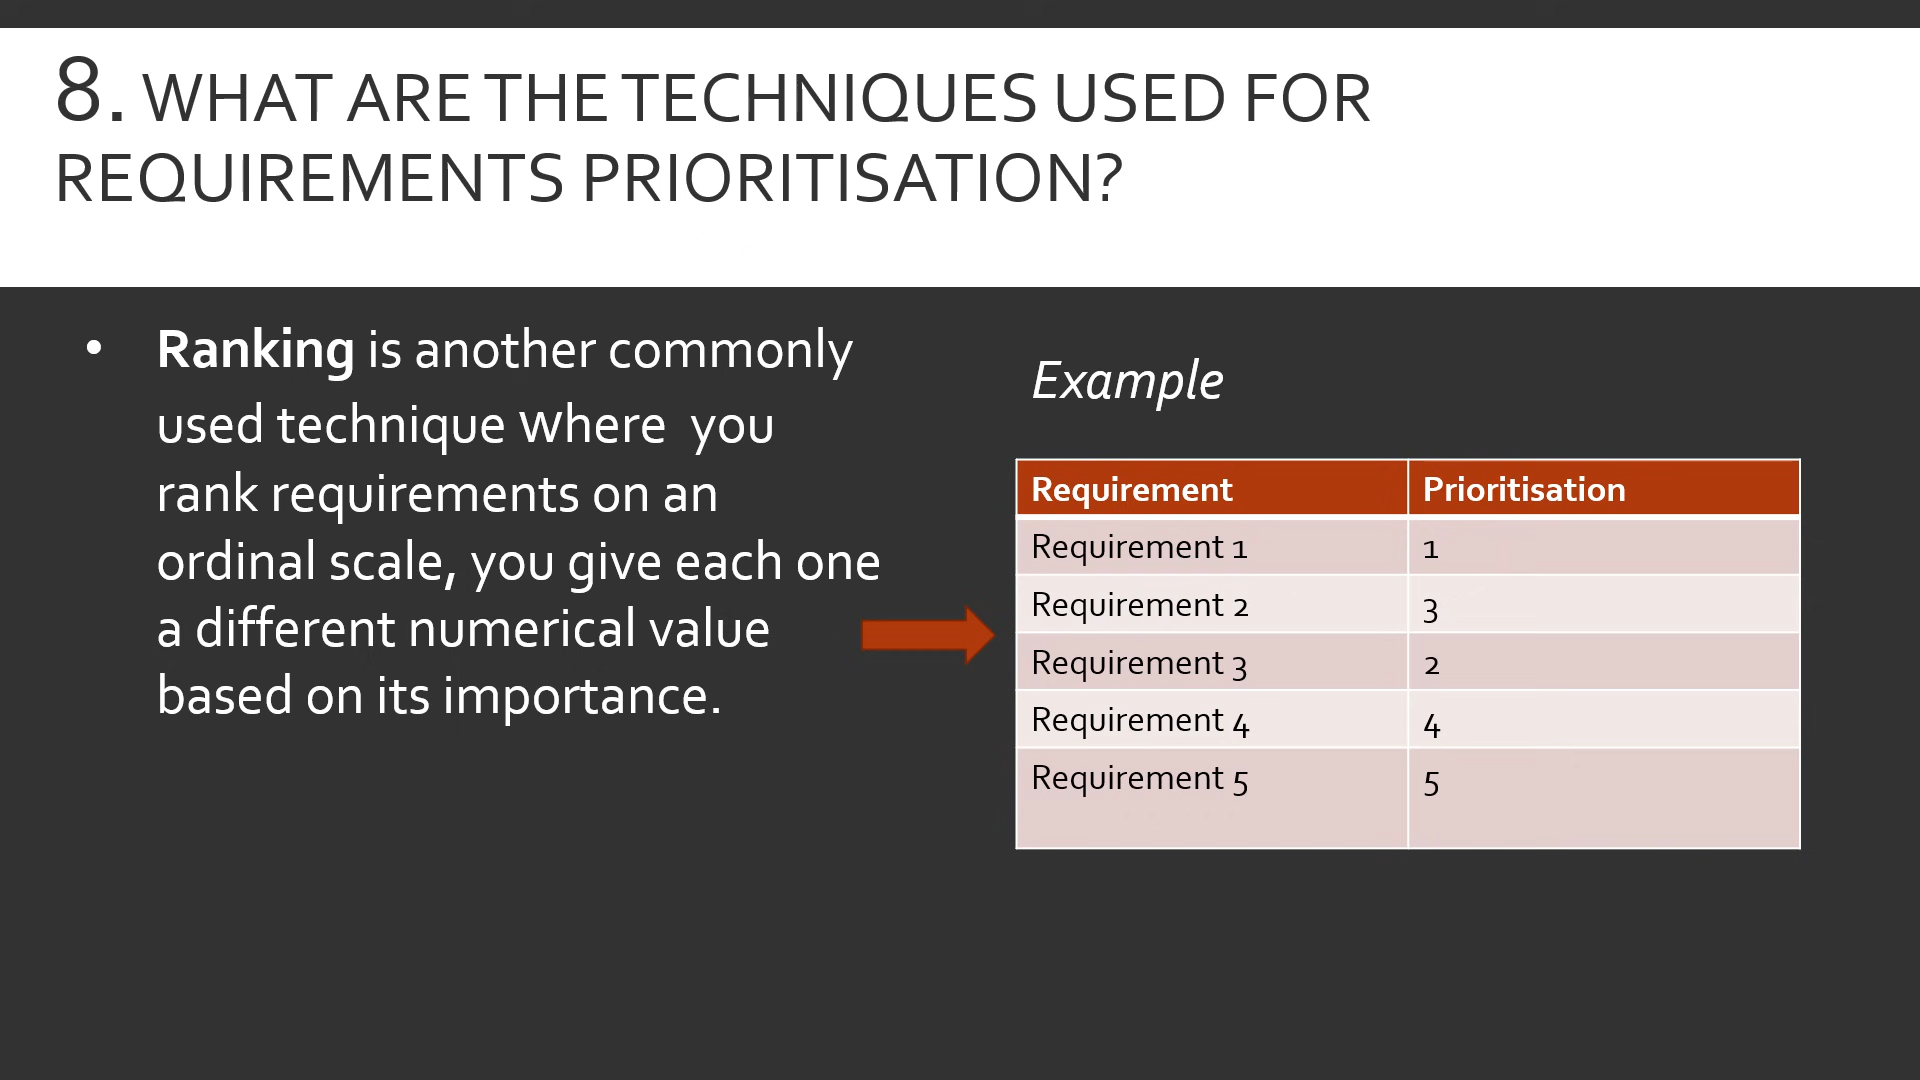 8. WHAT ARE THE TECHNIQUES USED FOR
REQUIREMENTS PRIORITISATION?
• Ranking is another commonly
used technique where you
rank requirements on an
ordinal scale, you give each one
a different numerical value
based on its importance.
Example
Requirement Prioritisation
Requirement 1 1
Requirement 2 3
Requirement 3 2
Requirement 4 4
Requirement 5 5